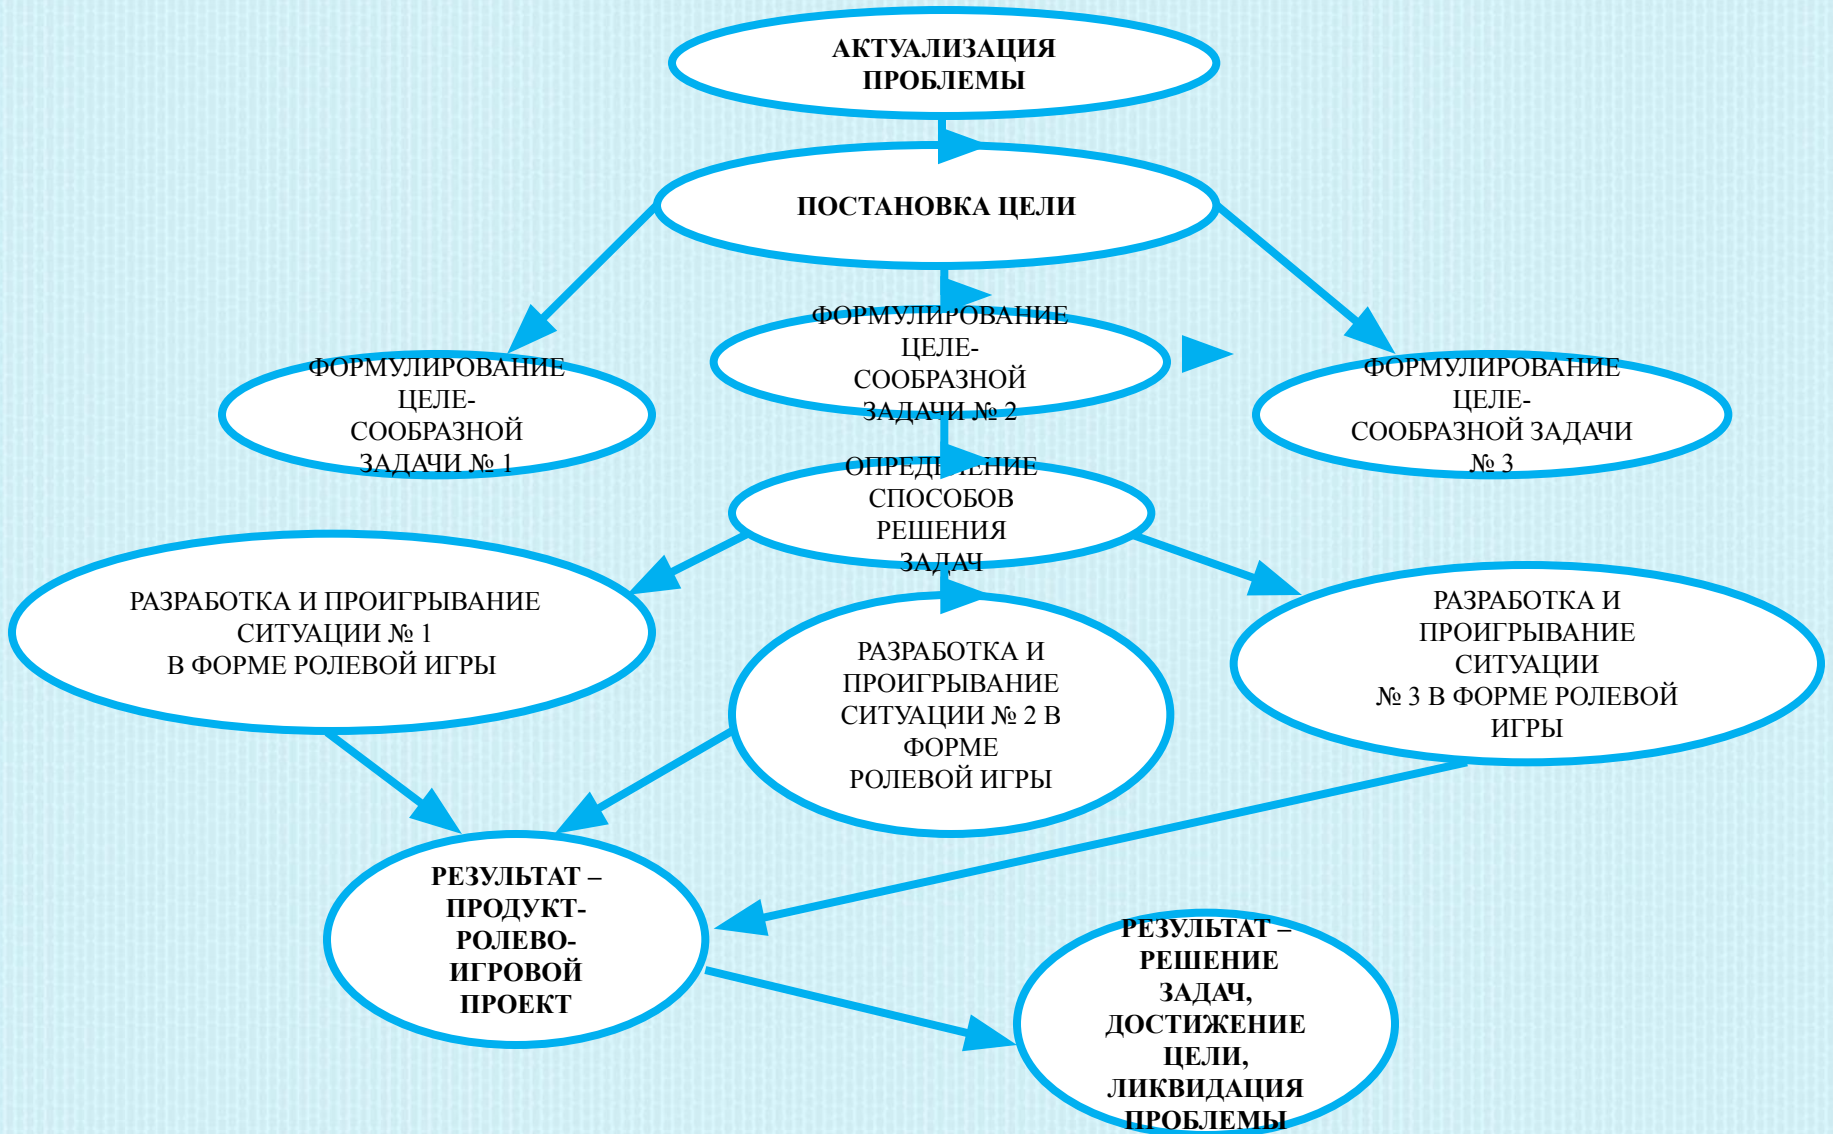 АКТУАЛИЗАЦИЯ
ПРОБЛЕМЫ
ПОСТАНОВКА ЦЕЛИ
ФОРМУЛИРОВАНИЕ
ЦЕЛЕ-
СООБРАЗНОЙ
ЗАДАЧИ № 1
ФОРМУЛИРОВАНИЕ
ЦЕЛЕ-
СООБРАЗНОЙ
ЗАДАЧИ № 2
ФОРМУЛИРОВАНИЕ
ЦЕЛЕ-
СООБРАЗНОЙ ЗАДАЧИ
№ 3
ОПРЕДЕЛЕНИЕ
СПОСОБОВ
РЕШЕНИЯ
ЗАДАЧ
РАЗРАБОТКА И ПРОИГРЫВАНИЕ
СИТУАЦИИ № 1
В ФОРМЕ РОЛЕВОЙ ИГРЫ
РАЗРАБОТКА И
ПРОИГРЫВАНИЕ
СИТУАЦИИ № 2 В
ФОРМЕ
РОЛЕВОЙ ИГРЫ
РАЗРАБОТКА И
ПРОИГРЫВАНИЕ
СИТУАЦИИ
№ 3 В ФОРМЕ РОЛЕВОЙ
ИГРЫ
РЕЗУЛЬТАТ –
ПРОДУКТ-
РОЛЕВО-
ИГРОВОЙ
ПРОЕКТ
РЕЗУЛЬТАТ –
РЕШЕНИЕ
ЗАДАЧ,
ДОСТИЖЕНИЕ
ЦЕЛИ,
ЛИКВИДАЦИЯ
ПРОБЛЕМЫ